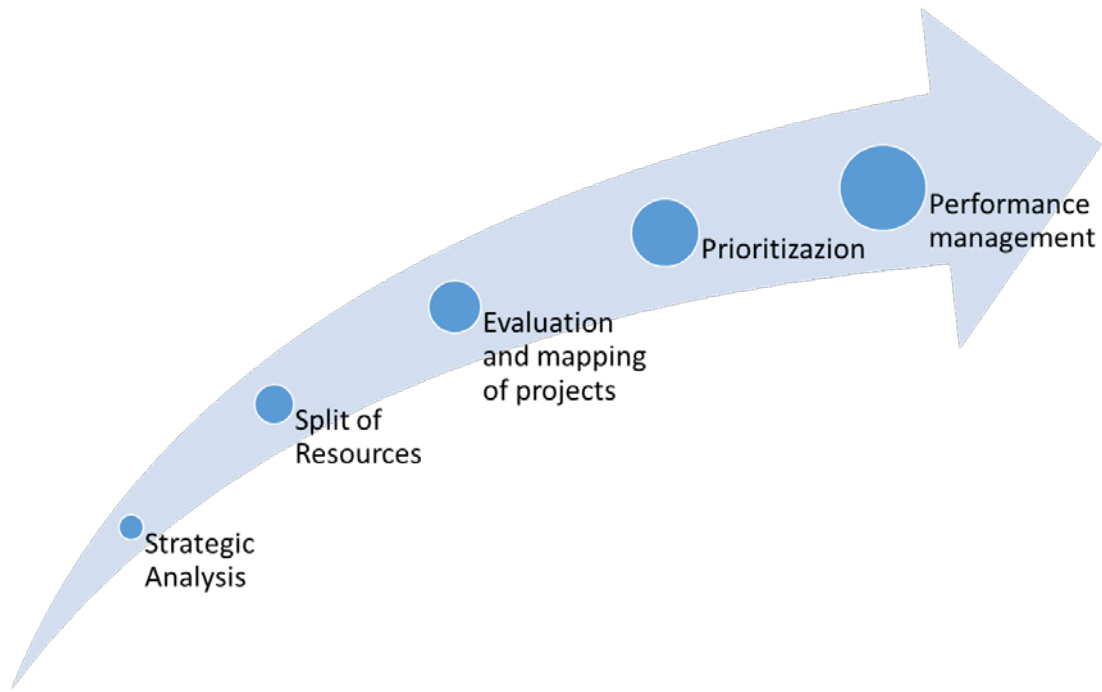 Performance
management
Prioritizazion
Evaluation
and mapping
of projects
Split of
Resources
Strategic
Analysis